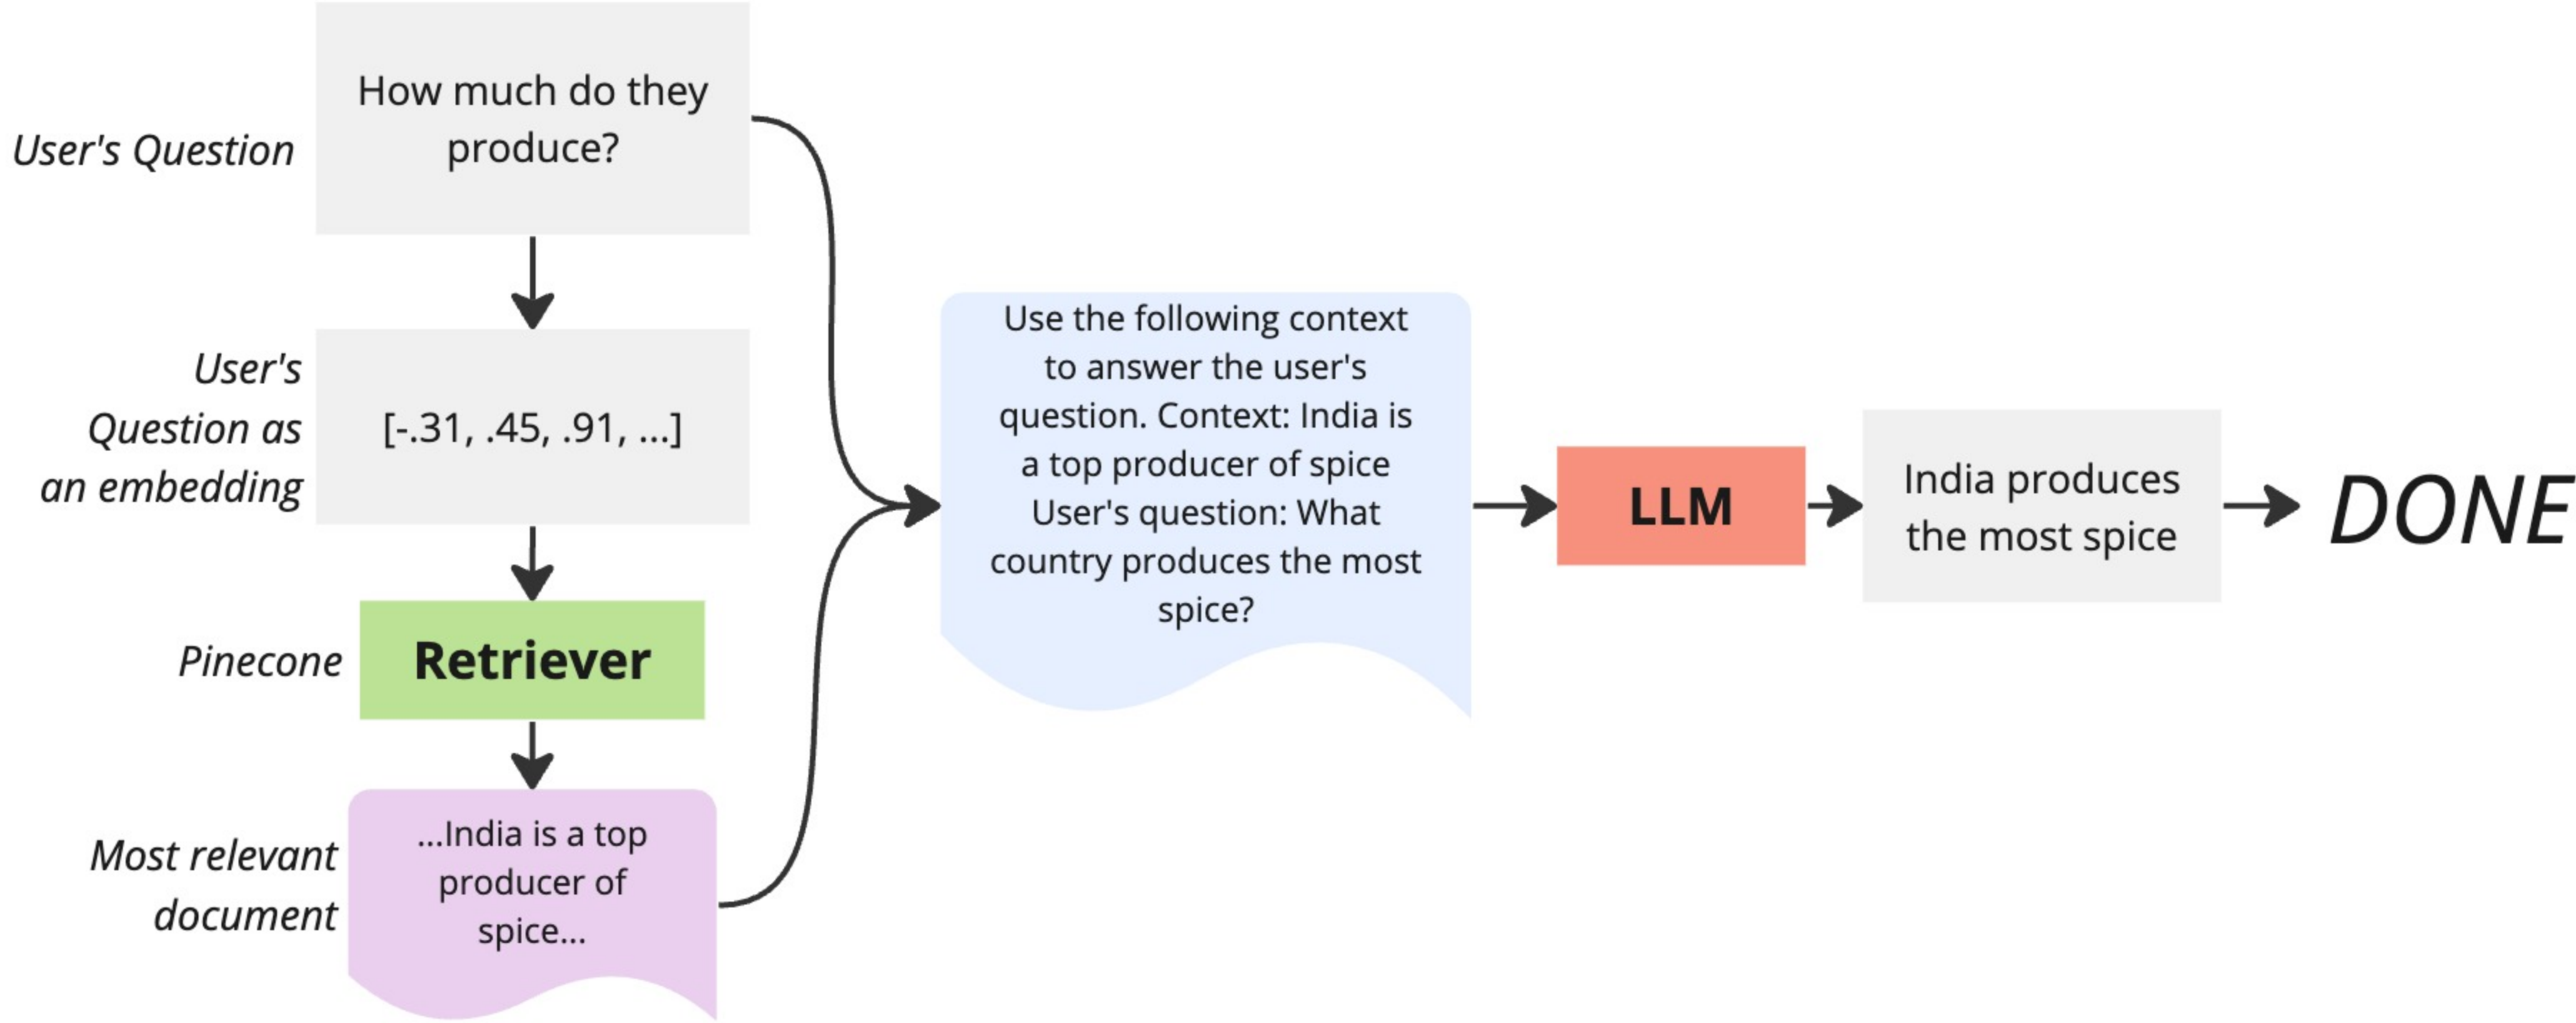 User's Question
How much do they
produce?
User's
Question as
an embedding
[-.31, .45, .91, ...]
Pinecone
Retriever
Most relevant
document
...India is a top
producer of
spice...
Use the following context
to answer the user's
question. Context: India is
a top producer of spice
User's question: What
country produces the most
spice?
LLM
India produces
the most spice
DONE